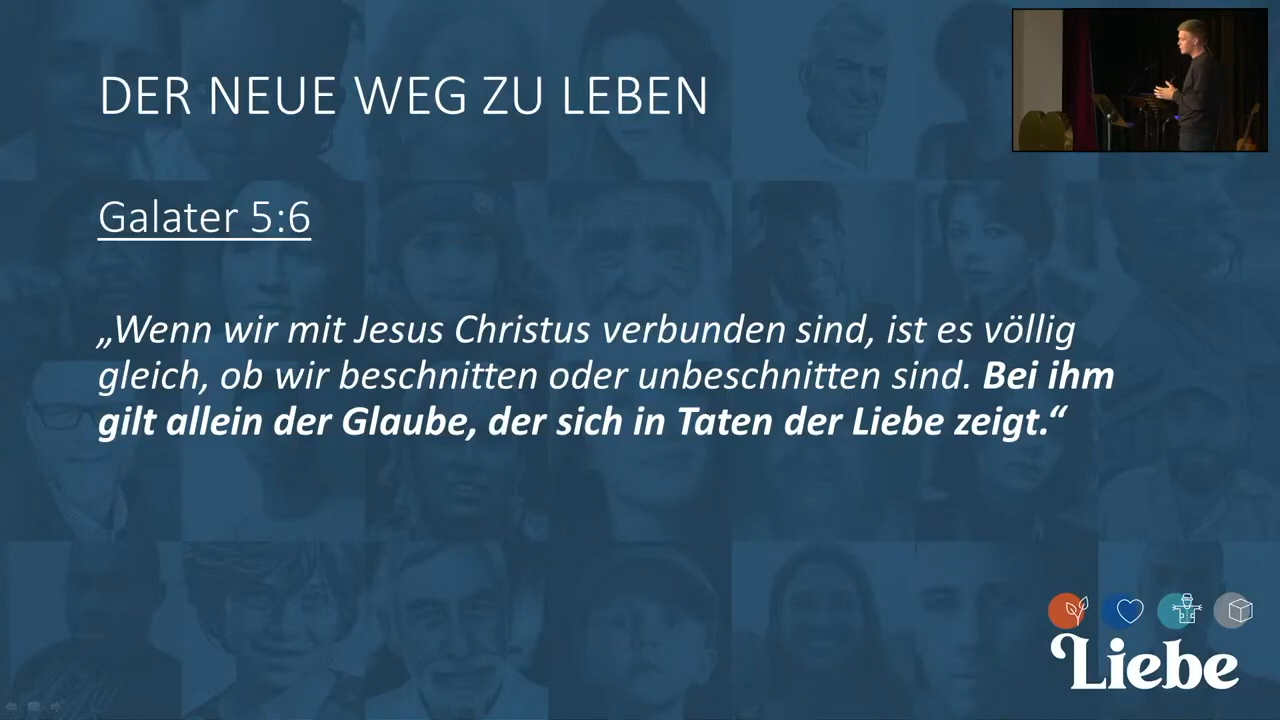 DER NEUE WEG ZU LEBEN
Galater 5:6
„Wenn wir mit Jesus Christus verbunden sind, ist es völlig
gleich, ob wir beschnitten oder unbeschnitten sind. Bei ihm
gilt allein der Glaube, der sich in Taten der Liebe zeigt.“
Liebe